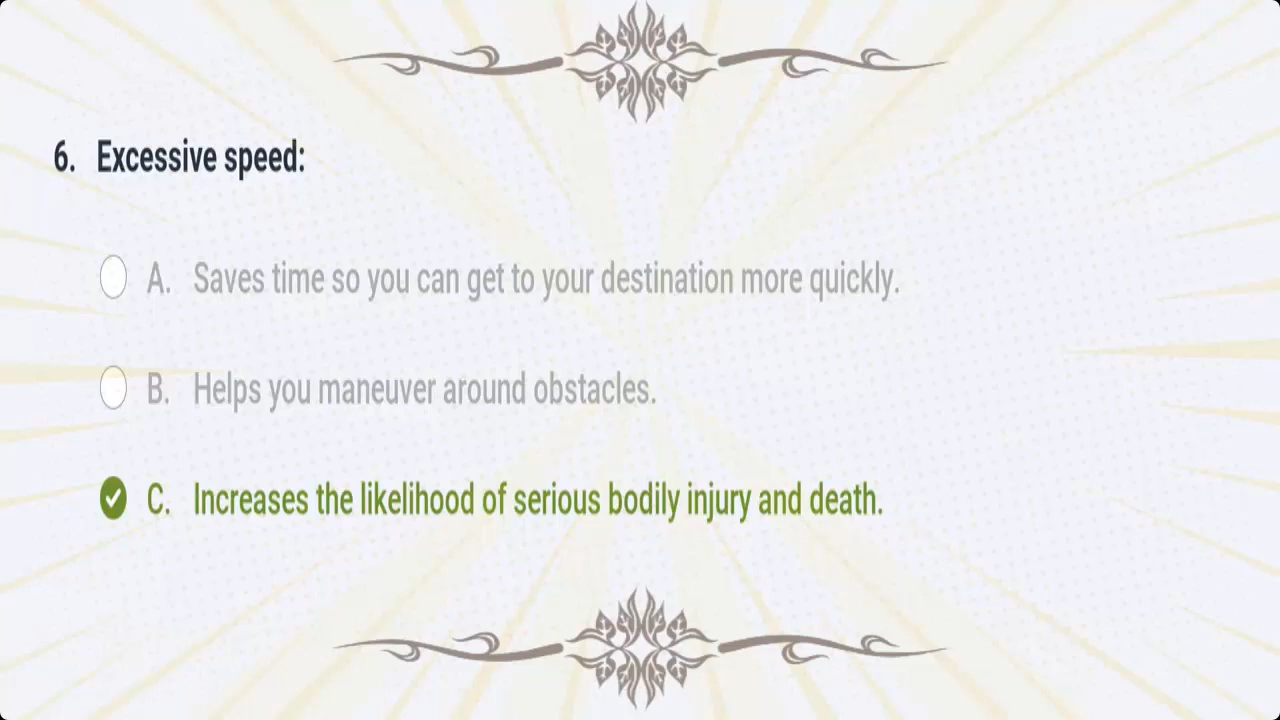 6. Excessive speed:
A. Saves time so you can get to your destination more quickly.
B. Helps you maneuver around obstacles.
C. Increases the likelihood of serious bodily injury and death.